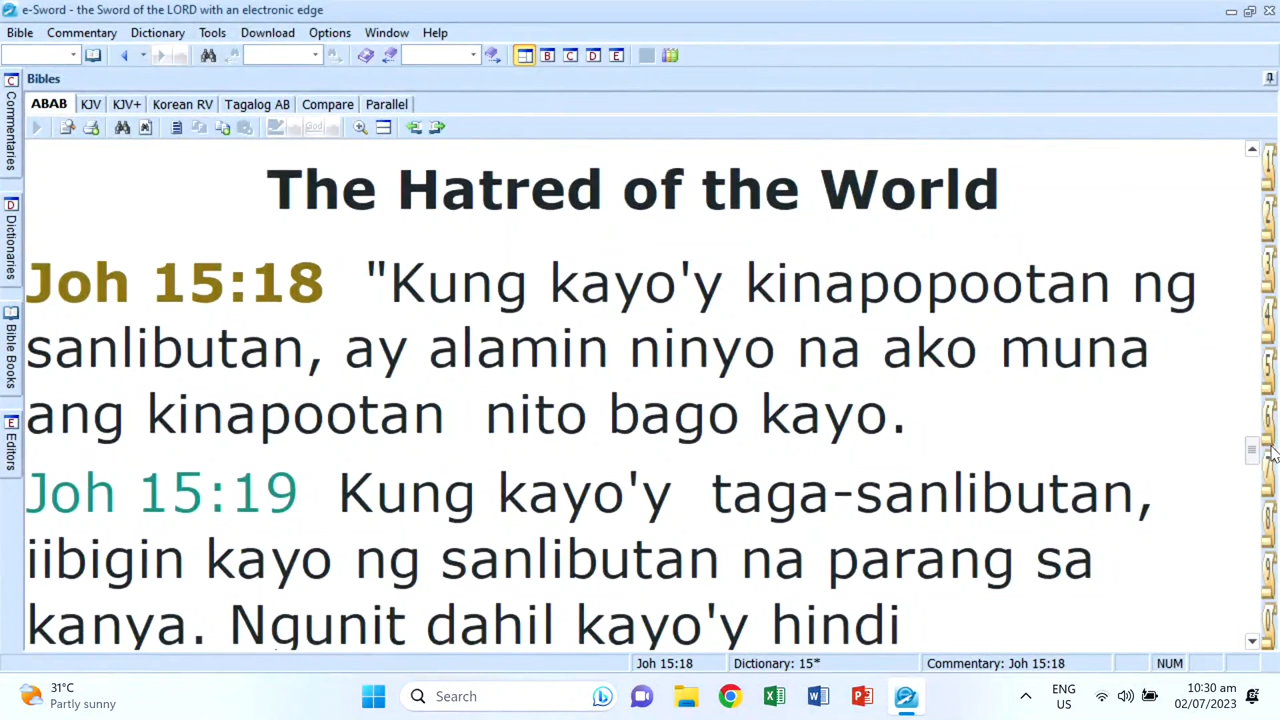 e-Sword - the Sword of the LORD with an electronic edge
Bible Commentary Dictionary Tools Download Options Window Help
Bibles
ABAB KJV KJV+ Korean RV Tagalog AB Compare Parallel
God
Commentaries
Dictionaries
Bible Books
Editors
The Hatred of the World
Joh 15:18 "Kung kayo'y kinapopootan ng
sanlibutan, ay alamin ninyo na ako muna
ang kinapootan nito bago kayo.
Joh 15:19 Kung kayo'y taga-sanlibutan,
iibigin kayo ng sanlibutan na parang sa
kanya. Ngunit dahil kayo'y hindi
Joh 15:18 Dictionary: 15* Commentary: Joh 15:18 NUM
31°C
Partly sunny
Search
ENG
US
10:30 am
02/07/2023